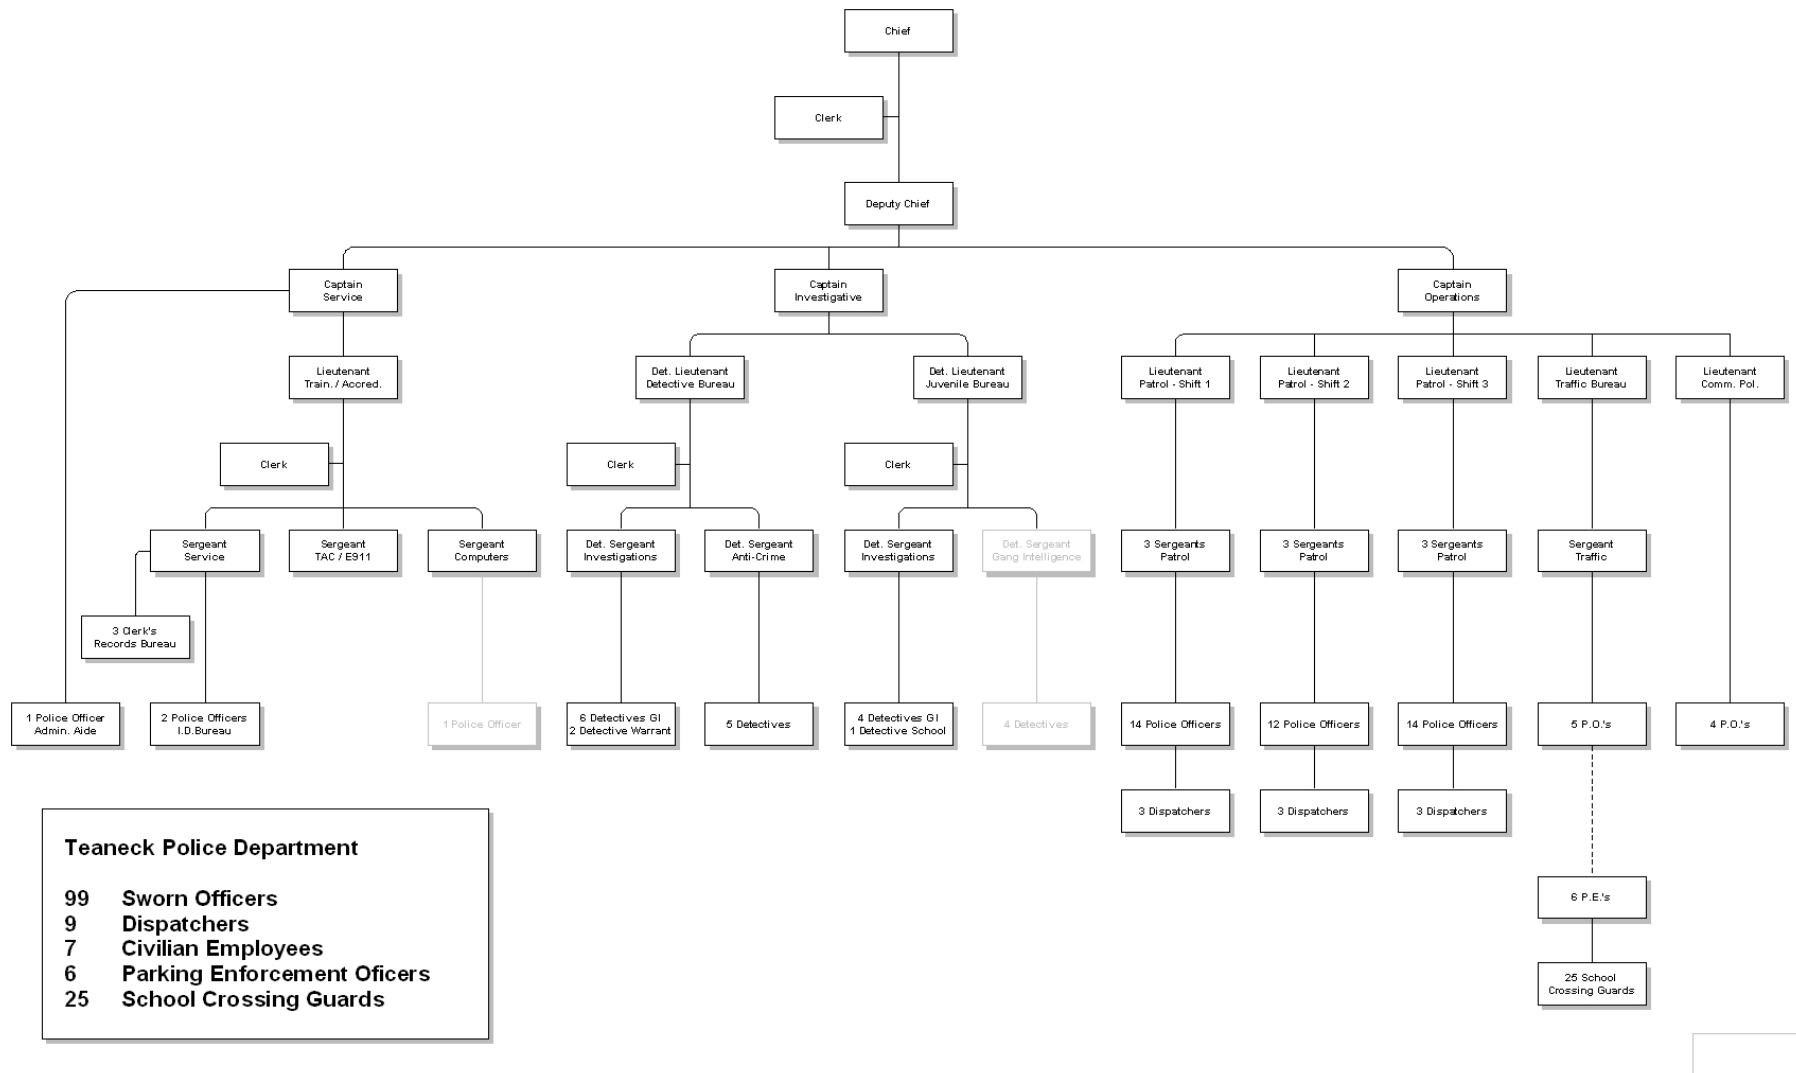 Chief
Clerk
Deputy Chief
Captain
Service
Captain
Investigative
Captain
Operations
Lieutenant
Train. / Accred.
Det. Lieutenant
Detective Bureau
Det. Lieutenant
Juvenile Bureau
Lieutenant
Patrol - Shift 1
Lieutenant
Patrol - Shift 2
Lieutenant
Patrol - Shift 3
Lieutenant
Traffic Bureau
Lieutenant
Comm. Pol.
Clerk
Clerk
Clerk
Sergeant
Service
Sergeant
TAC / E911
Sergeant
Computers
Det. Sergeant
Investigations
Det. Sergeant
Anti-Crime
Det. Sergeant
Investigations
Det. Sergeant
Gang Intelligence
3 Sergeants
Patrol
3 Sergeants
Patrol
3 Sergeants
Patrol
Sergeant
Traffic
3 Clerk's
Records Bureau
1 Police Officer
Admin. Aide
2 Police Officers
I.D.Bureau
1 Police Officer
6 Detectives GI
2 Detective Warrant
5 Detectives
4 Detectives GI
1 Detective School
4 Detectives
14 Police Officers
12 Police Officers
14 Police Officers
5 P.O.'s
4 P.O.'s
3 Dispatchers
3 Dispatchers
3 Dispatchers
6 P.E.'s
25 School
Crossing Guards
Teaneck Police Department
99 Sworn Officers
9 Dispatchers
7 Civilian Employees
6 Parking Enforcement Oficers
25 School Crossing Guards